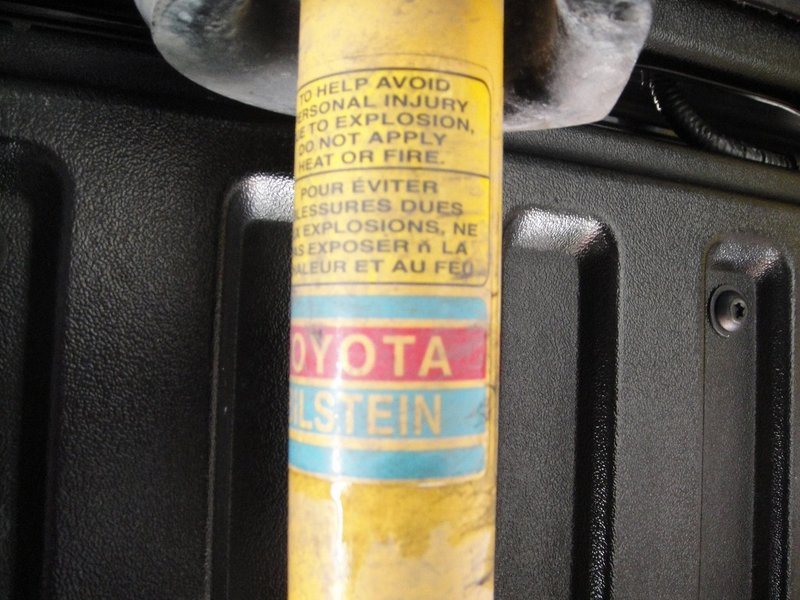 TO HELP AVOID
ERSONAL INJURY
E TO EXPLOSION,
DO NOT APPLY
HEAT OR FIRE.
POUR ÉVITER
LESSURES DUES
X EXPLOSIONS, NE
AS EXPOSER À LA
ALEUR ET AU FEU
OYOTA
ILSTEIN